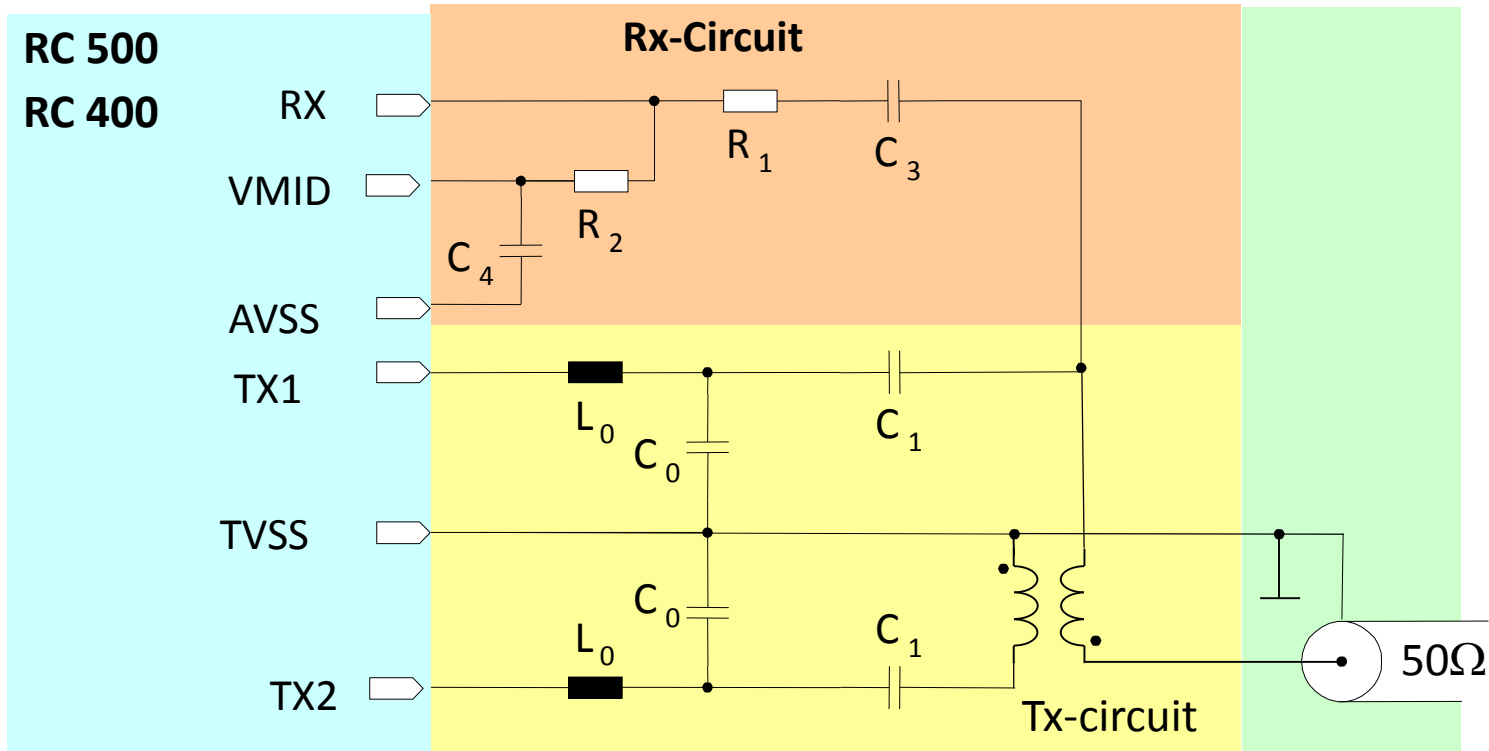 RC 500
Rx-Circuit
RC 400
RX
R 1
C 3
VMID
R 2
C 4
AVSS
TX1
L 0
C 1
C 0
TVSS
C 0
C 1
L 0
50Ω
TX2
Tx-circuit